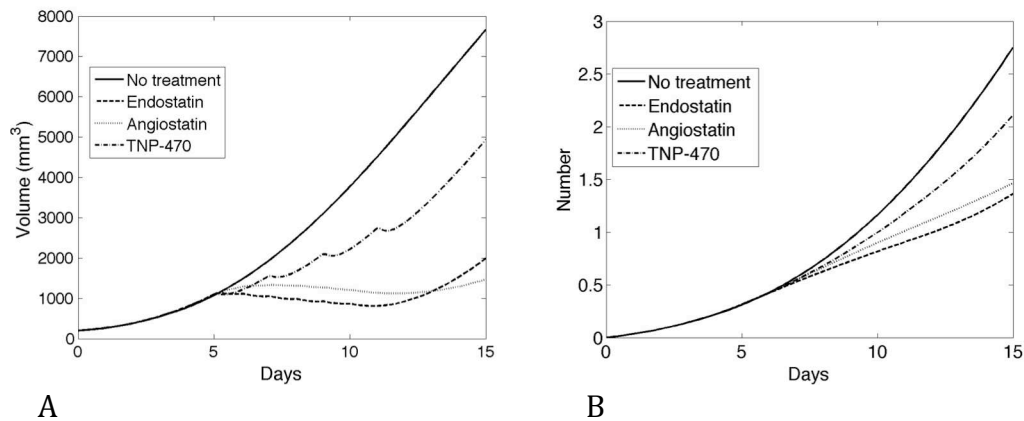 8000
7000
6000
5000
4000
3000
2000
1000
0
Volume (mm³)
No treatment
Endostatin
Angiostatin
TNP-470
0 5 10 15
Days
A
3
2.5
2
1.5
1
0.5
0
Number
No treatment
Endostatin
Angiostatin
TNP-470
0 5 10 15
Days
B